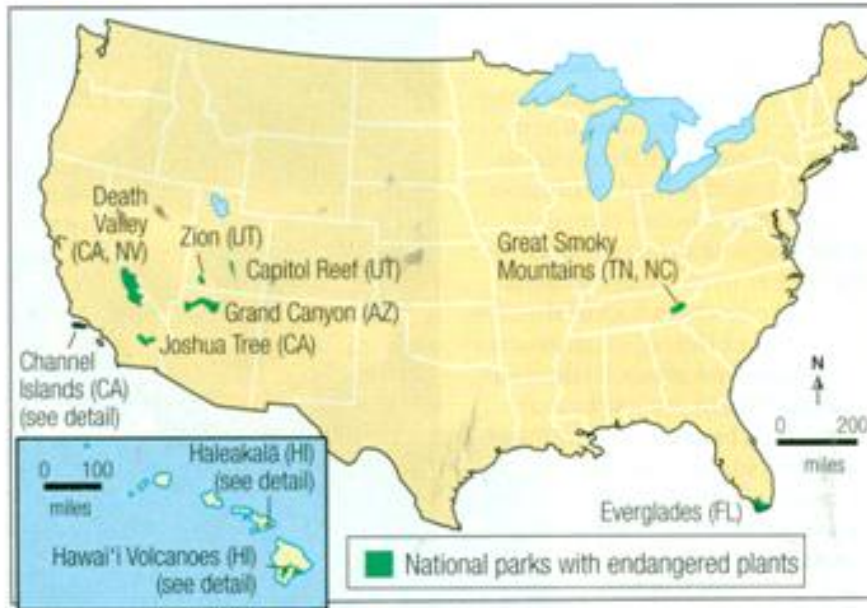 Death
Valley
(CA, NV)
Zion (UT)
Capitol Reef (UT)
Grand Canyon (AZ)
Joshua Tree (CA)
Channel
Islands (CA)
(see detail)
Great Smoky
Mountains (TN, NC)
N
0 200
miles
Everglades (FL)
0 100
miles
Haleakalā (HI)
(see detail)
Hawai'i Volcanoes (HI)
(see detail)
National parks with endangered plants